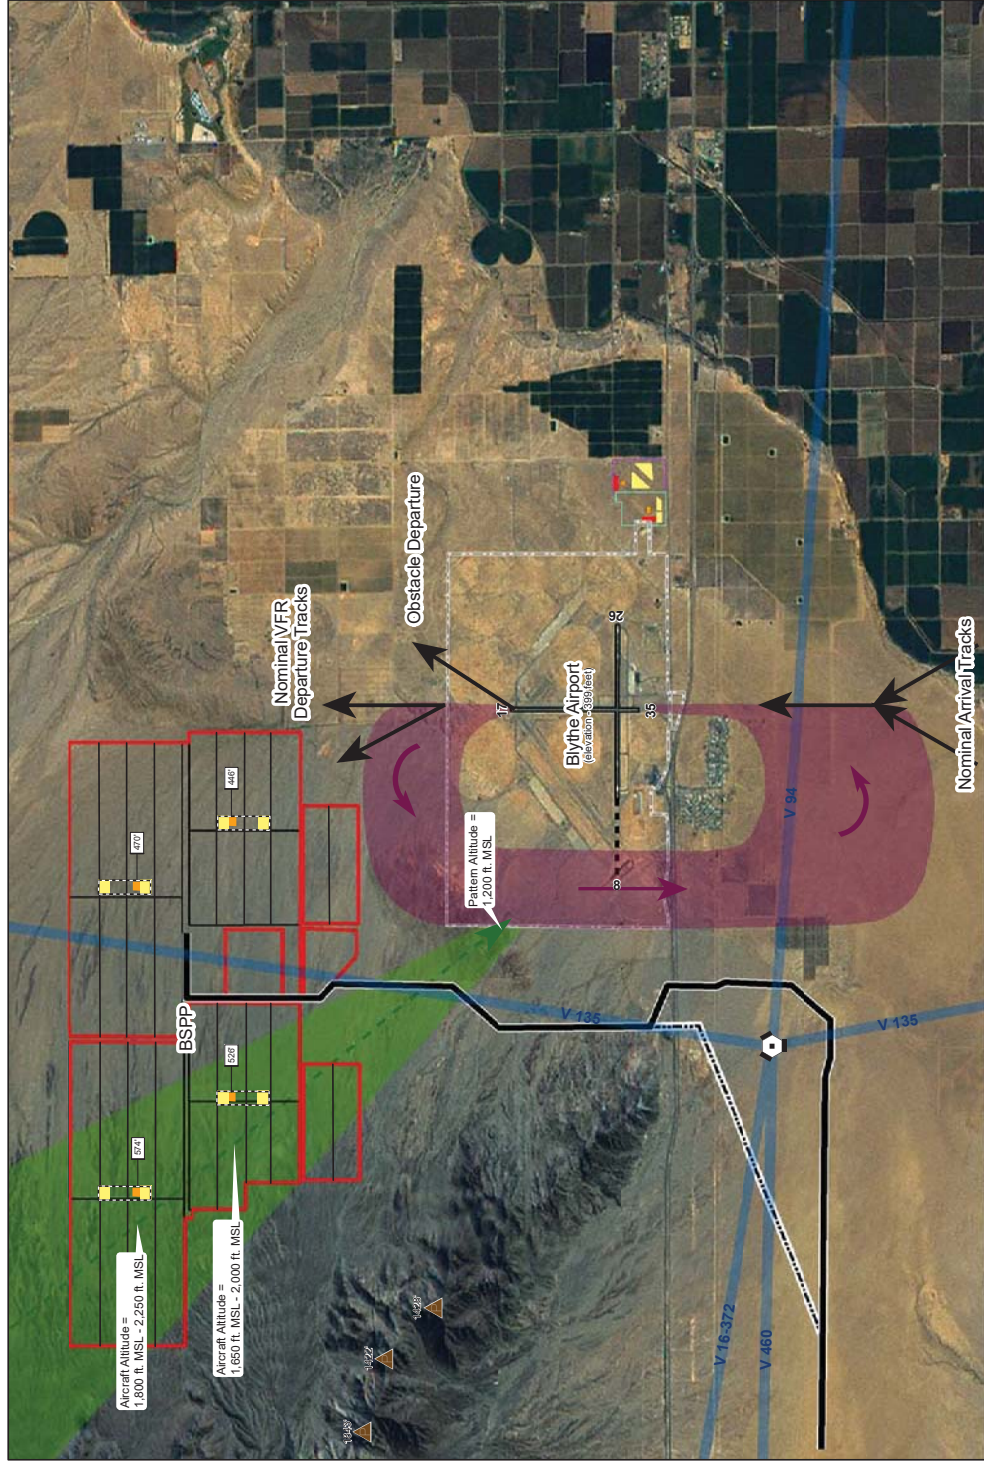 Nominal VFR
Departure Tracks
Obstacle Departure
470'
446'
BSPP
526'
574'
Aircraft Altitude =
1,800 ft. MSL - 2,250 ft. MSL
Aircraft Altitude =
1,650 ft. MSL - 2,000 ft. MSL
Pattern Altitude =
1,200 ft. MSL
17
26
Blythe Airport
(elevation - 399 feet)
35
8
V 94
V 135
V 135
V 16-372
V 460
Nominal Arrival Tracks